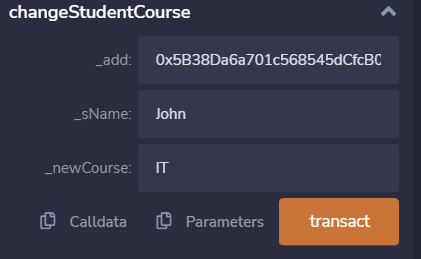 changeStudentCourse
_add: 0x5B38Da6a701c568545dCfcB0
_sName: John
_newCourse: IT
Calldata Parameters transact